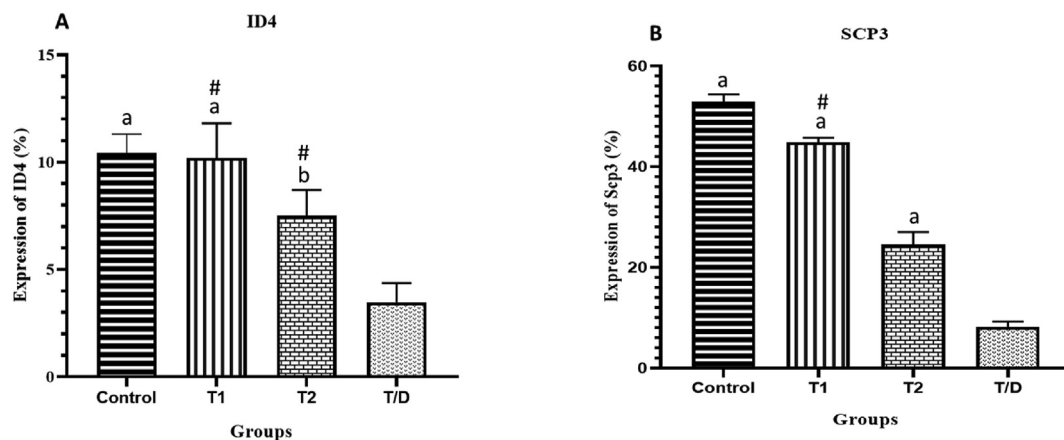 A
ID4
Expression of ID4 (%)
15
10
5
0
a
#
a
#
b
Control
T1
T2
T/D
Groups
B
SCP3
Expression of Scp3 (%)
60
40
20
0
a
#
a
a
Control
T1
T2
T/D
Groups